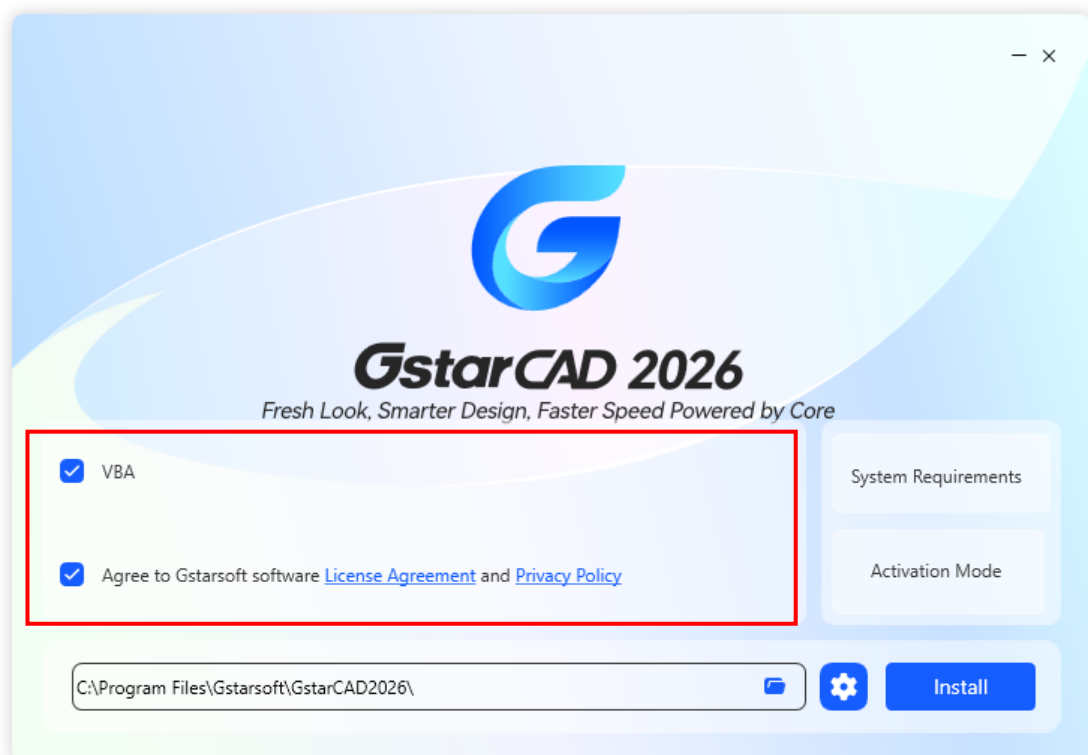 GstarCAD 2026
Fresh Look, Smarter Design, Faster Speed Powered by Core
VBA
System Requirements
Agree to Gstarsoft software License Agreement and Privacy Policy
Activation Mode
C:\Program Files\Gstarsoft\GstarCAD2026\
Install